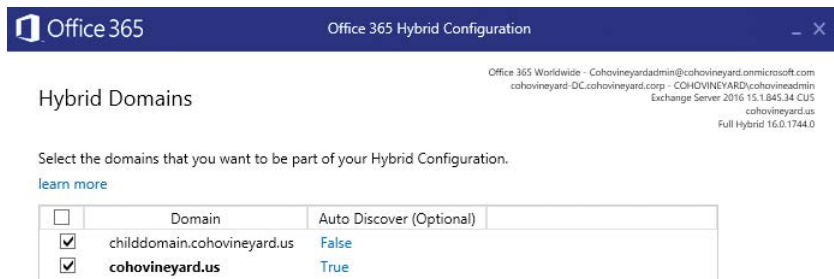 Office 365
Office 365 Hybrid Configuration
Office 365 Worldwide - Cohovineyardadmin@cohovineyard.onmicrosoft.com
cohovineyard-DC.cohovineyard.corp - COHOVINEYARD\cohovineadmin
Exchange Server 2016 15.1.845.34 CUS
cohovineyard.us
Full Hybrid 16.0.1744.0
Hybrid Domains
Select the domains that you want to be part of your Hybrid Configuration.
learn more
Domain Auto Discover (Optional)
childdomain.cohovineyard.us False
cohovineyard.us True